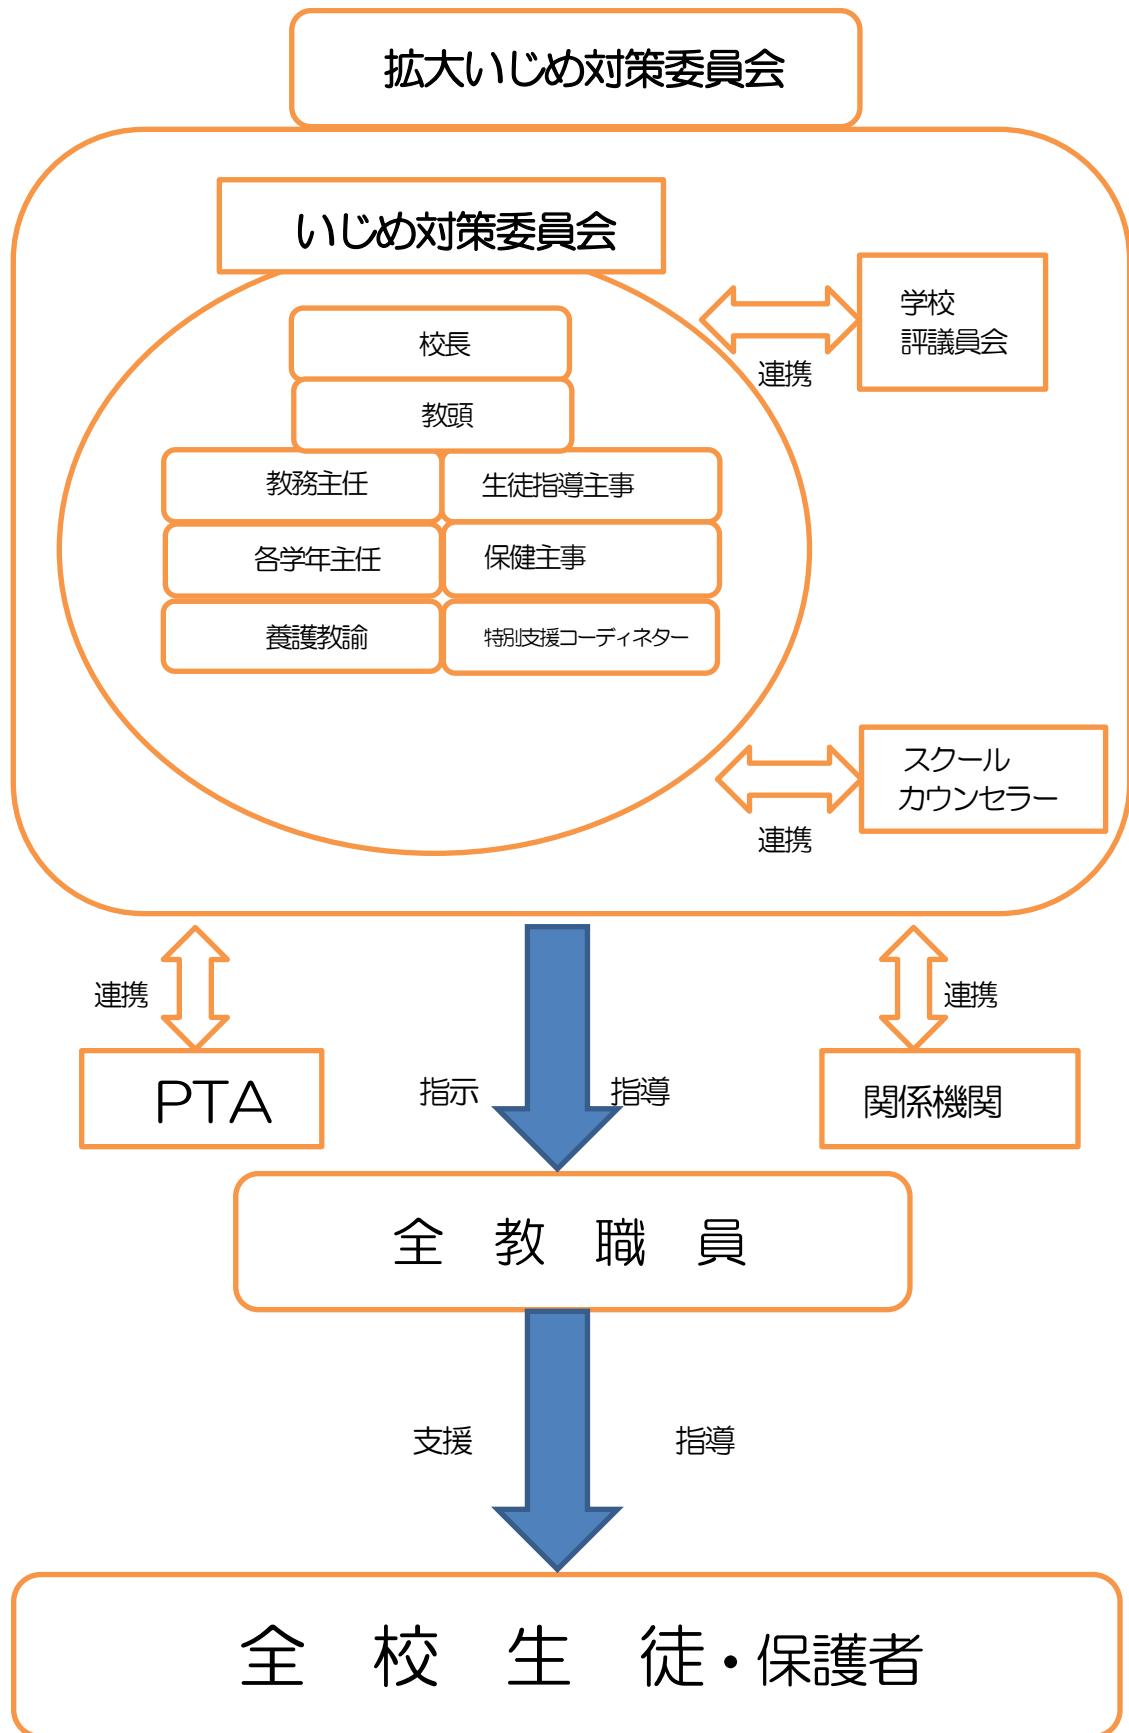 拡大いじめ対策委員会
いじめ対策委員会
校長
教頭
教務主任
生徒指導主事
各学年主任
保健主事
養護教諭
特別支援コーディネター
学校
評議員会
連携
スクール
カウンセラー
連携
連携
連携
PTA
関係機関
指示
指導
全　教　職　員
支援
指導
全　校　生　徒・保護者